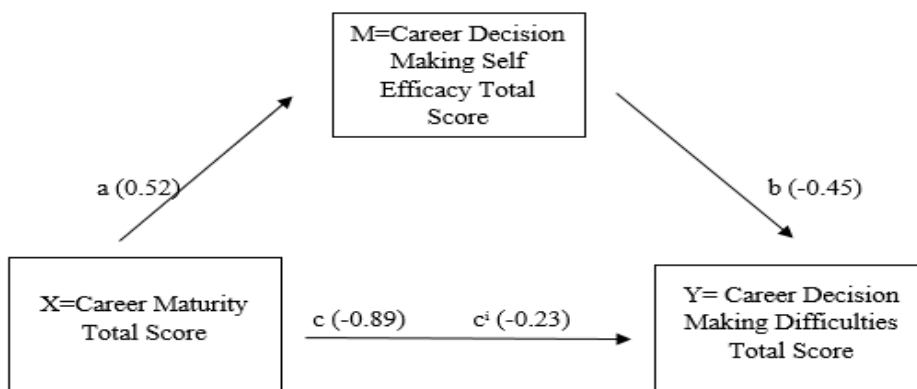 M=Career Decision
Making Self
Efficacy Total
Score
a (0.52)
b (-0.45)
X=Career Maturity
Total Score
c (-0.89)
cⁱ (-0.23)
Y= Career Decision
Making Difficulties
Total Score